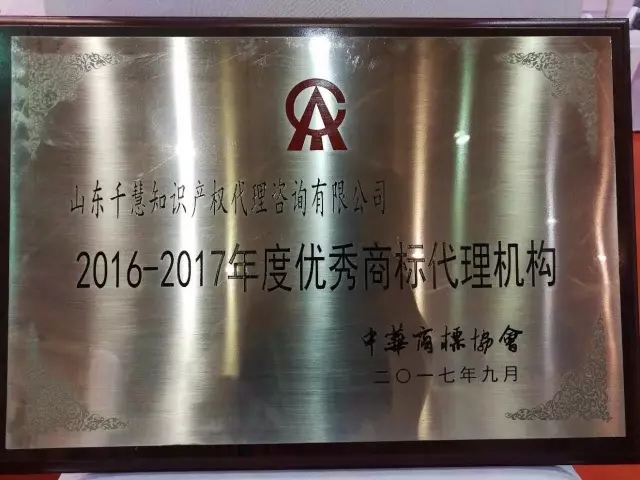 山东千慧知识产权代理咨询有限公司
2016-2017年度优秀商标代理机构
中華商標協會
二〇一七年九月